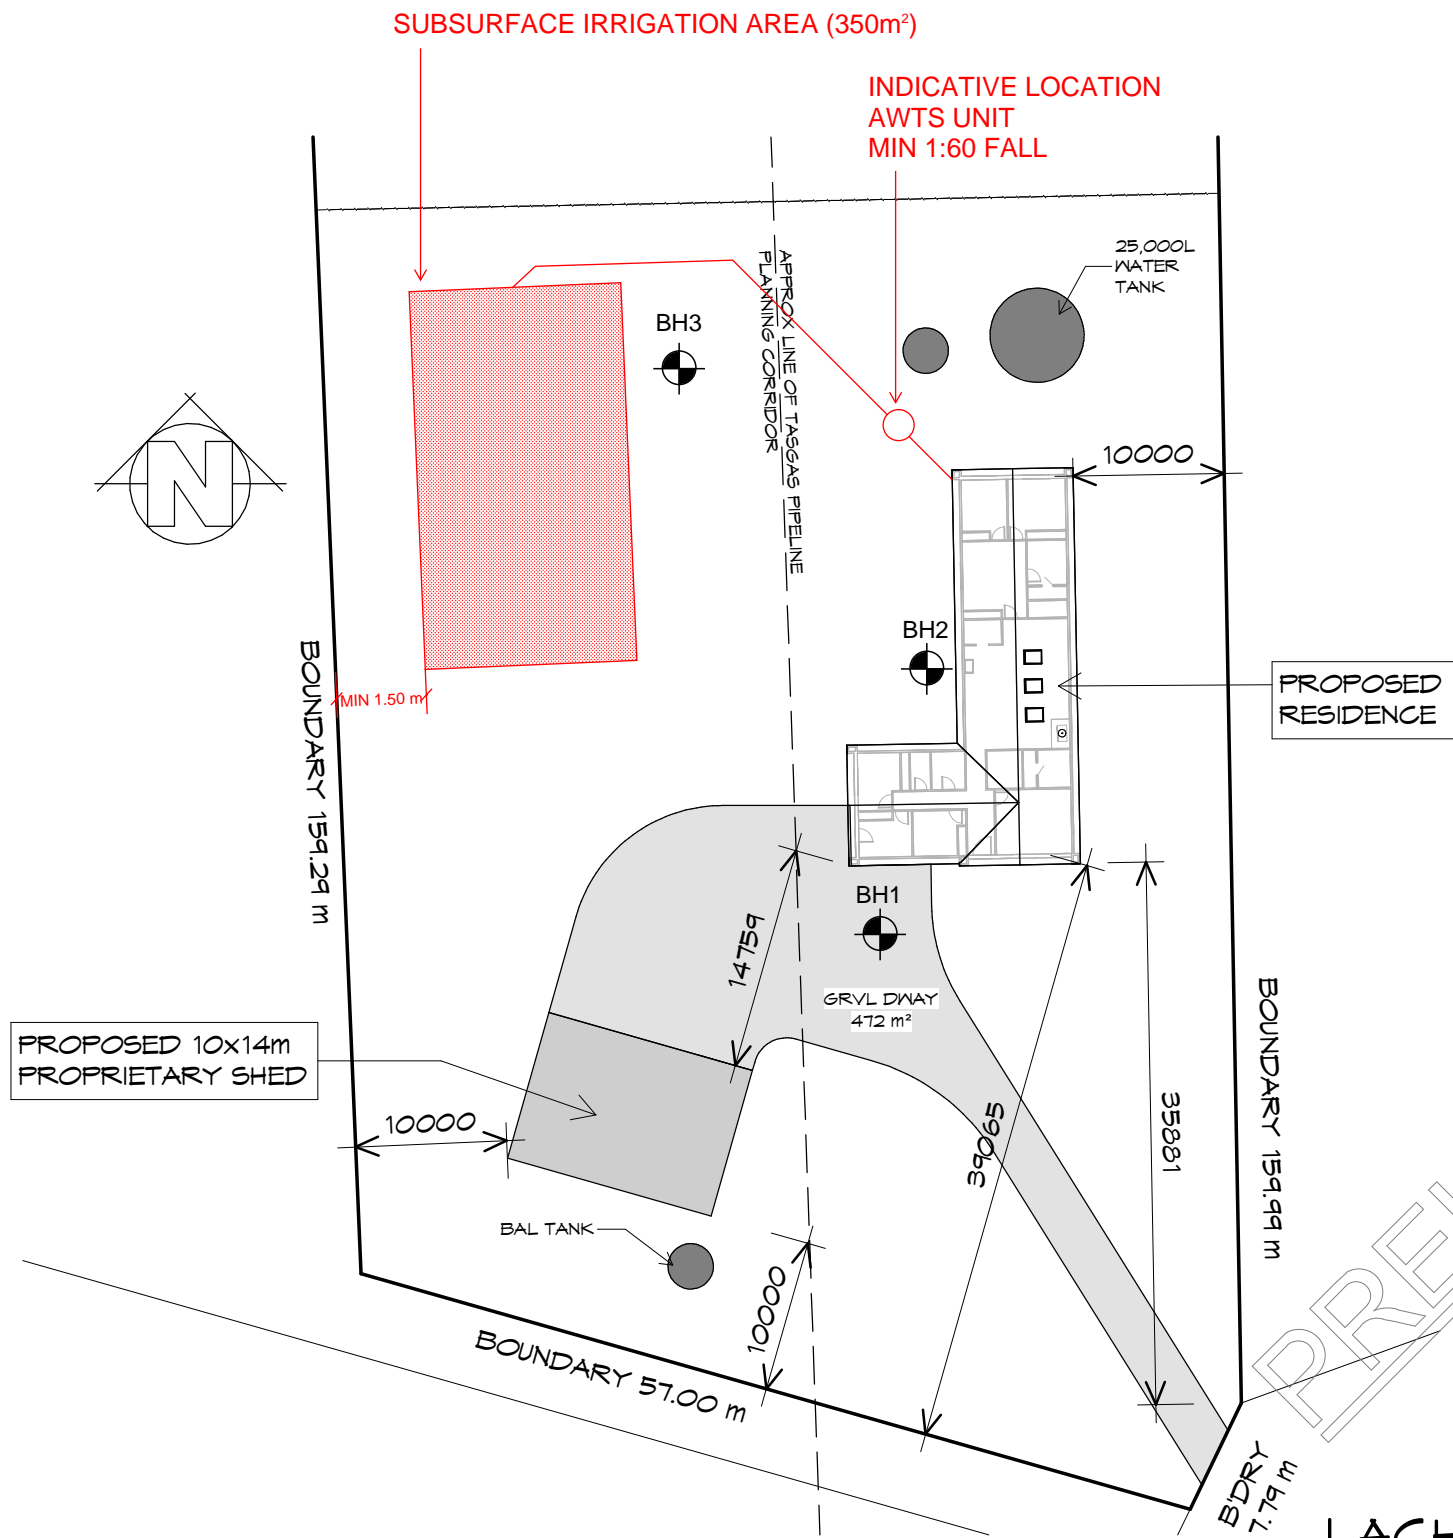 SUBSURFACE IRRIGATION AREA (350m²)
INDICATIVE LOCATION
AWTS UNIT
MIN 1:60 FALL
25,000L
WATER
TANK
APPROX LINE OF TASGAS PIPELINE
PLANNING CORRIDOR
BH3
N
10000
BH2
PROPOSED
RESIDENCE
MIN 1.50 m
BOUNDARY 159.29 m
BH1
14759
GRVL DWAY
472 m²
PROPOSED 10x14m
PROPRIETARY SHED
10000
39065
35881
BOUNDARY 159.99 m
BAL TANK
10000
BOUNDARY 57.00 m
B'DRY
7.79 m
PREL